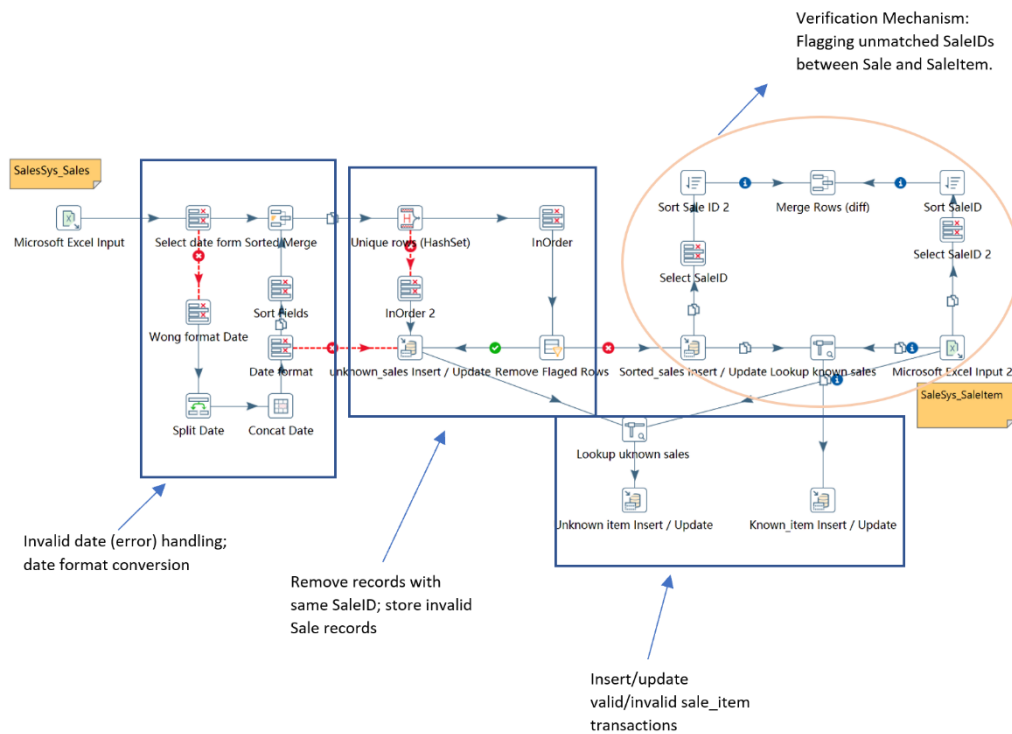 Verification Mechanism:
Flagging unmatched SaleIDs
between Sale and SaleItem.
SalesSys_Sales
Microsoft Excel Input
Select date form
Sorted Merge
Unique rows (HashSet)
InOrder
Sort Sale ID 2
Merge Rows (diff)
Sort SaleID
Select SaleID
Select SaleID 2
Wong format Date
Sort Fields
InOrder 2
Date format
unknown_sales Insert / Update
Remove Flaged Rows
Sorted_sales Insert / Update
Lookup known sales
Microsoft Excel Input 2
SaleSys_SaleItem
Split Date
Concat Date
Lookup uknown sales
Unknown item Insert / Update
Known_item Insert / Update
Invalid date (error) handling;
date format conversion
Remove records with
same SaleID; store invalid
Sale records
Insert/update
valid/invalid sale_item
transactions